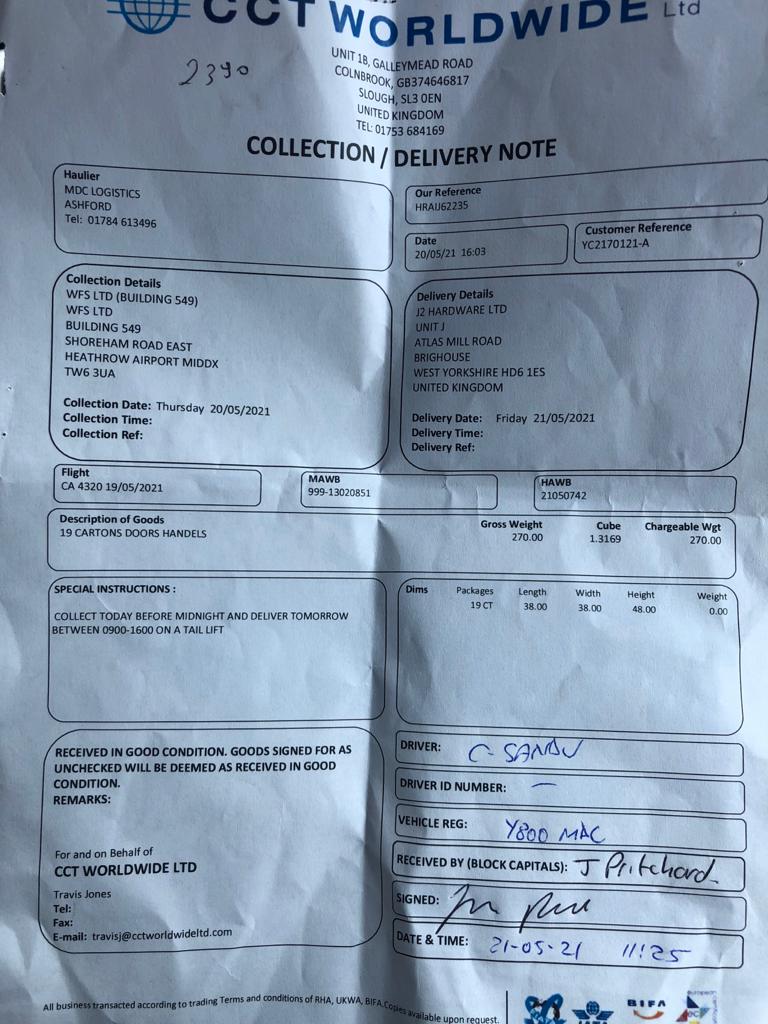 CCT WORLDWIDE Ltd
2390
UNIT 1B, GALLEYMEAD ROAD
COLNBROOK, GB374646817
SLOUGH, SL3 0EN
UNITED KINGDOM
TEL: 01753 684169
COLLECTION / DELIVERY NOTE
Haulier
MDC LOGISTICS
ASHFORD
Tel: 01784 613496
Our Reference
HRAIJ62235
Date
20/05/21 16:03
Customer Reference
YC2170121-A
Collection Details
WFS LTD (BUILDING 549)
WFS LTD
BUILDING 549
SHOREHAM ROAD EAST
HEATHROW AIRPORT MIDDX
TW6 3UA
Collection Date: Thursday 20/05/2021
Collection Time:
Collection Ref:
Delivery Details
J2 HARDWARE LTD
UNIT J
ATLAS MILL ROAD
BRIGHOUSE
WEST YORKSHIRE HD6 1ES
UNITED KINGDOM
Delivery Date: Friday 21/05/2021
Delivery Time:
Delivery Ref:
Flight
CA 4320 19/05/2021
MAWB
999-13020851
HAWB
21050742
Description of Goods Gross Weight Cube Chargeable Wgt
19 CARTONS DOORS HANDELS 270.00 1.3169 270.00
SPECIAL INSTRUCTIONS :
COLLECT TODAY BEFORE MIDNIGHT AND DELIVER TOMORROW
BETWEEN 0900-1600 ON A TAIL LIFT
Dims Packages Length Width Height Weight
19 CT 38.00 38.00 48.00 0.00
RECEIVED IN GOOD CONDITION. GOODS SIGNED FOR AS
UNCHECKED WILL BE DEEMED AS RECEIVED IN GOOD
CONDITION.
REMARKS:
For and on Behalf of
CCT WORLDWIDE LTD
Travis Jones
Tel:
Fax:
E-mail: travisj@cctworldwideltd.com
DRIVER: C SANDU
DRIVER ID NUMBER: —
VEHICLE REG: Y800 MAC
RECEIVED BY (BLOCK CAPITALS): J Pritchard
SIGNED:
DATE & TIME: 21-05-21 11:25
All business transacted according to trading Terms and conditions of RHA, UKWA, BIFA.Copies available upon request.
BIFA
european